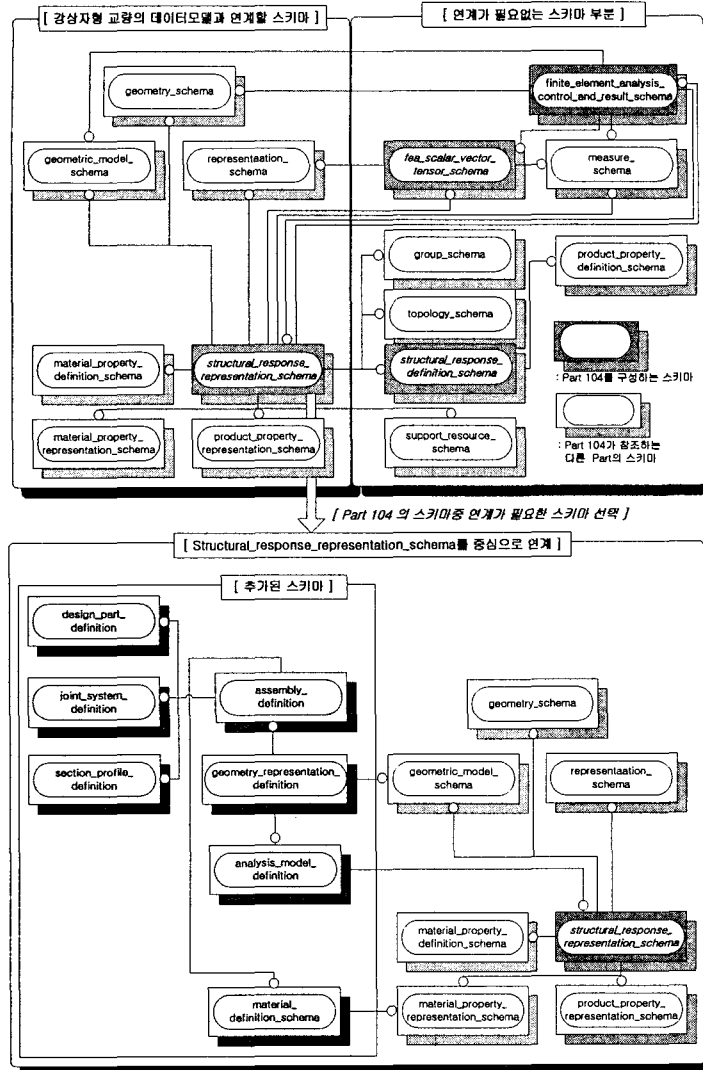 [ 강상자형 교량의 데이터모델과 연계할 스키마 ]
[ 연계가 필요없는 스키마 부분 ]
geometry_schema
finite_element_analysis_
control_and_result_schema
geometric_model_
schema
representaation_
schema
fea_scalar_vector_
tensor_schema
measure_
schema
group_schema
product_property_
definition_schema
topology_schema
material_property_
definition_schema
structural_response_
representation_schema
structural_response_
definition_schema
: Part 104를 구성하는 스키마
material_property_
representation_schema
product_property_
representation_schema
support_resource_
schema
: Part 104가 참조하는
다른 Part의 스키마
[ Part 104 의 스키마중 연계가 필요한 스키마 선택 ]
[ Structural_response_representation_schema를 중심으로 연계 ]
[ 추가된 스키마 ]
design_part_
definition
joint_system_
definition
assembly_
definition
geometry_schema
section_profile_
definition
geometry_representation_
definition
geometric_model_
schema
representaation_
schema
analysis_model_
definition
material_property_
definition_schema
structural_response_
representation_schema
material_
definition_schema
material_property_
representation_schema
product_property_
representation_schema